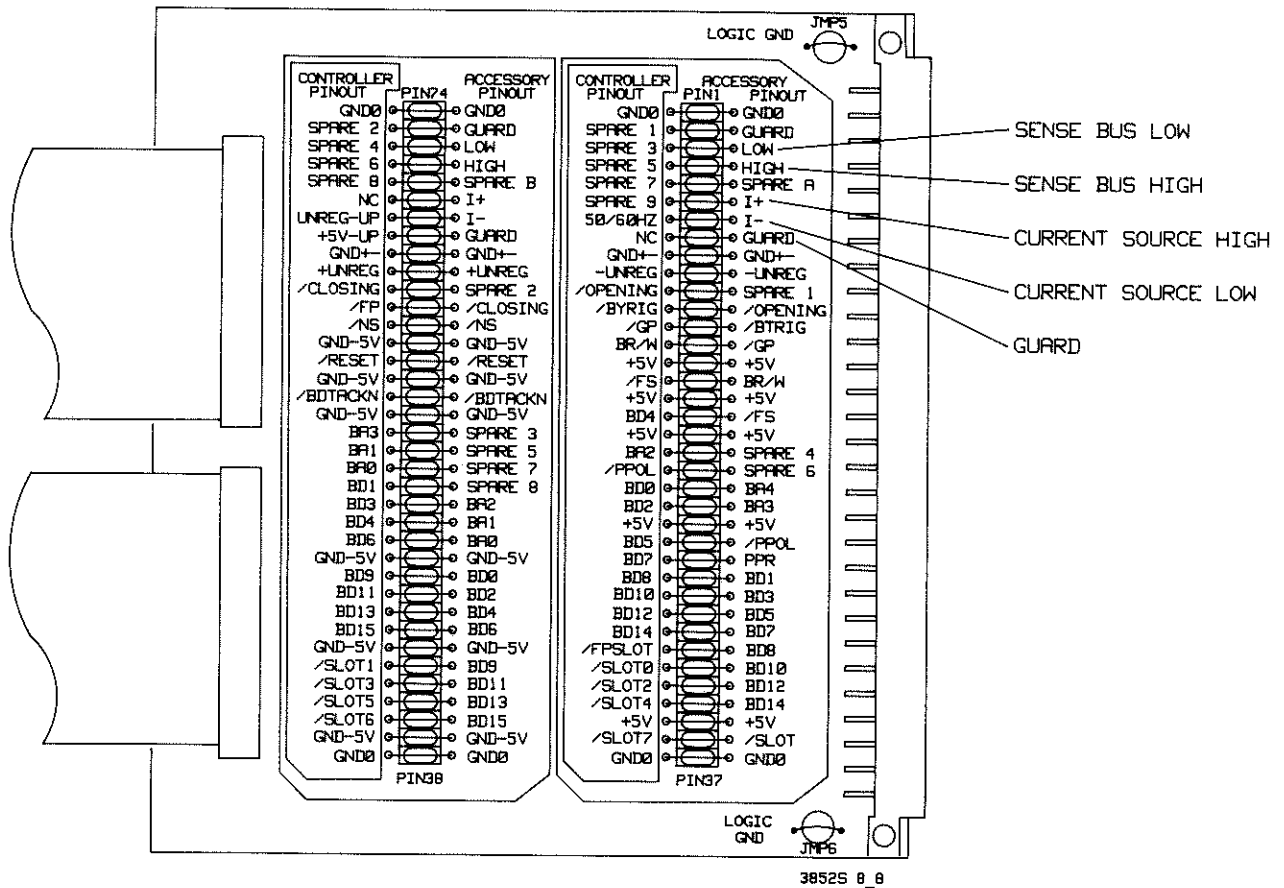 JMP5
LOGIC GND
CONTROLLER PINOUT PIN74 ACCESSORY PINOUT
GND0 GND0
SPARE 2 GUARD
SPARE 4 LOW
SPARE 6 HIGH
SPARE 8 SPARE B
NC I+
UNREG-UP I-
+5V-UP GUARD
GND+- GND+-
+UNREG +UNREG
/CLOSING SPARE 2
/FP /CLOSING
/NS /NS
GND-5V GND-5V
/RESET /RESET
GND-5V GND-5V
/BDTACKN /BDTACKN
GND-5V GND-5V
BA3 SPARE 3
BA1 SPARE 5
BA0 SPARE 7
BD1 SPARE 8
BD3 BA2
BD4 BA1
BD6 BA0
GND-5V GND-5V
BD9 BD0
BD11 BD2
BD13 BD4
BD15 BD6
GND-5V GND-5V
/SLOT1 BD9
/SLOT3 BD11
/SLOT5 BD13
/SLOT6 BD15
GND-5V GND-5V
GND0 GND0
PIN38
CONTROLLER PINOUT PIN1 ACCESSORY PINOUT
GND0 GND0
SPARE 1 GUARD
SPARE 3 LOW
SPARE 5 HIGH
SPARE 7 SPARE A
SPARE 9 I+
50/60HZ I-
NC GUARD
GND+- GND+-
-UNREG -UNREG
/OPENING SPARE 1
/BYRIG /OPENING
/GP /BTRIG
BR/W /GP
+5V +5V
/FS BR/W
+5V +5V
BD4 /FS
+5V +5V
BA2 SPARE 4
/PPOL SPARE 6
BD0 BA4
BD2 BA3
+5V +5V
BD5 /PPOL
BD7 PPR
BD8 BD1
BD10 BD3
BD12 BD5
BD14 BD7
/FPSLOT BD8
/SLOT0 BD10
/SLOT2 BD12
/SLOT4 BD14
+5V +5V
/SLOT7 /SLOT
GND0 GND0
PIN37
SENSE BUS LOW
SENSE BUS HIGH
CURRENT SOURCE HIGH
CURRENT SOURCE LOW
GUARD
LOGIC
GND
JMP6
3852S 8_8